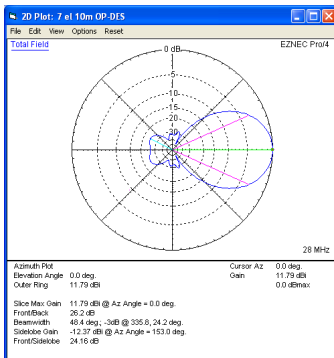 2D Plot: 7 el 10m OP-DES
File Edit View Options Reset
Total Field
EZNEC Pro/4
0 dB
-5
-10
-15
-20
-30
28 MHz
Azimuth Plot
Elevation Angle 0.0 deg.
Outer Ring 11.79 dBi
Cursor Az 0.0 deg.
Gain 11.79 dBi
0.0 dBmax
Slice Max Gain 11.79 dBi @ Az Angle = 0.0 deg.
Front/Back 26.2 dB
Beamwidth 48.4 deg.; -3dB @ 335.8, 24.2 deg.
Sidelobe Gain -12.37 dBi @ Az Angle = 153.0 deg.
Front/Sidelobe 24.16 dB